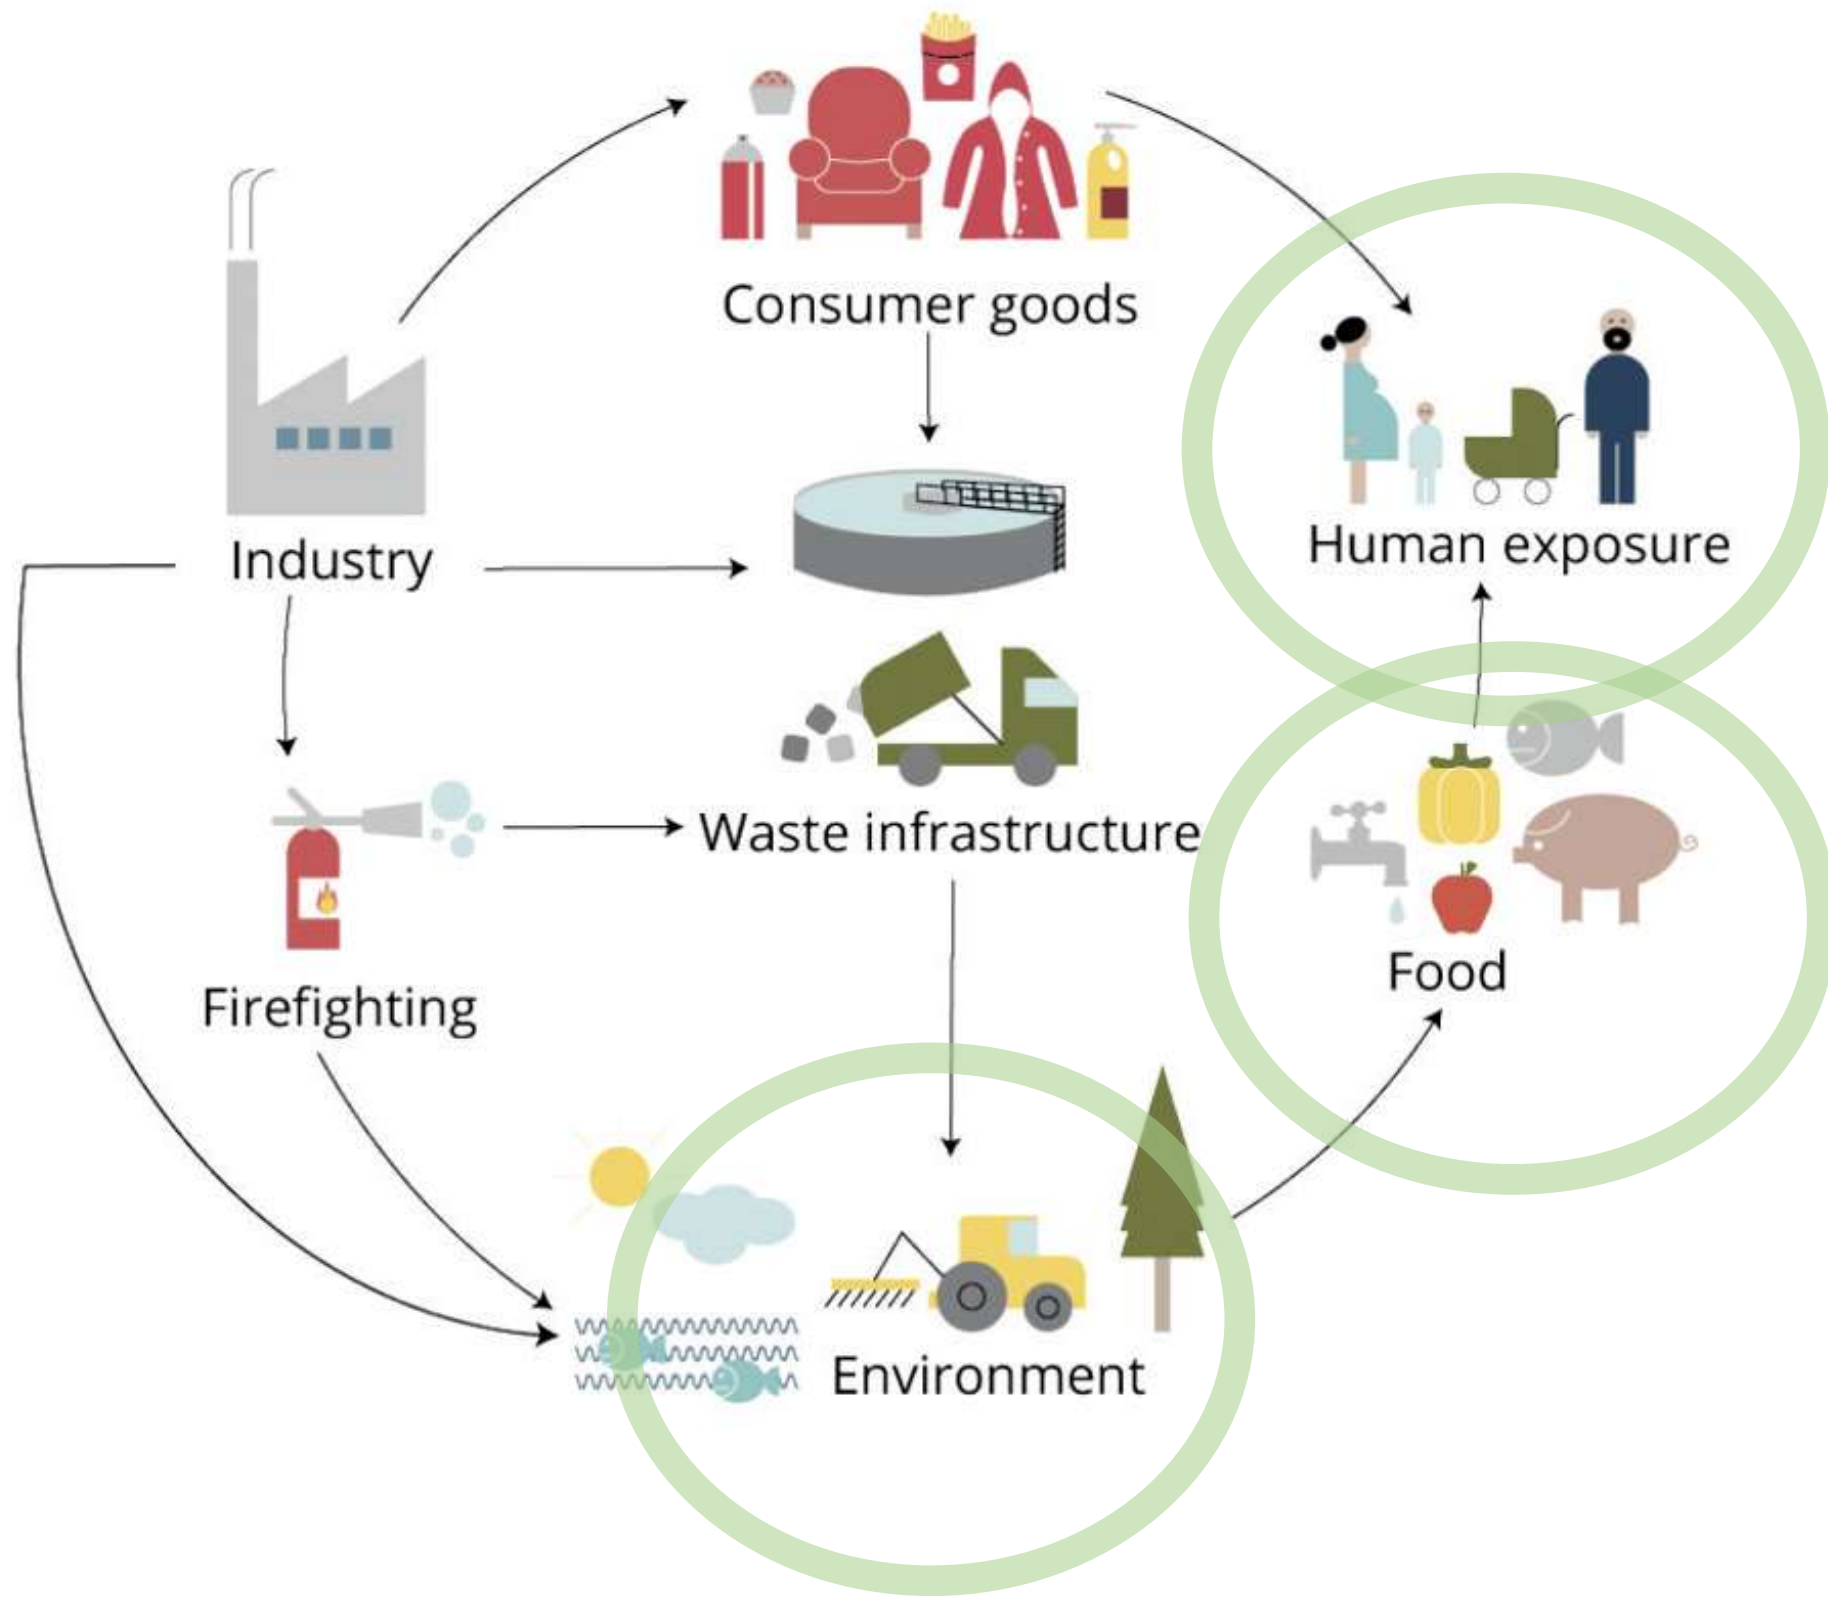 Consumer goods
Industry
Human exposure
Waste infrastructure
Food
Firefighting
Environment